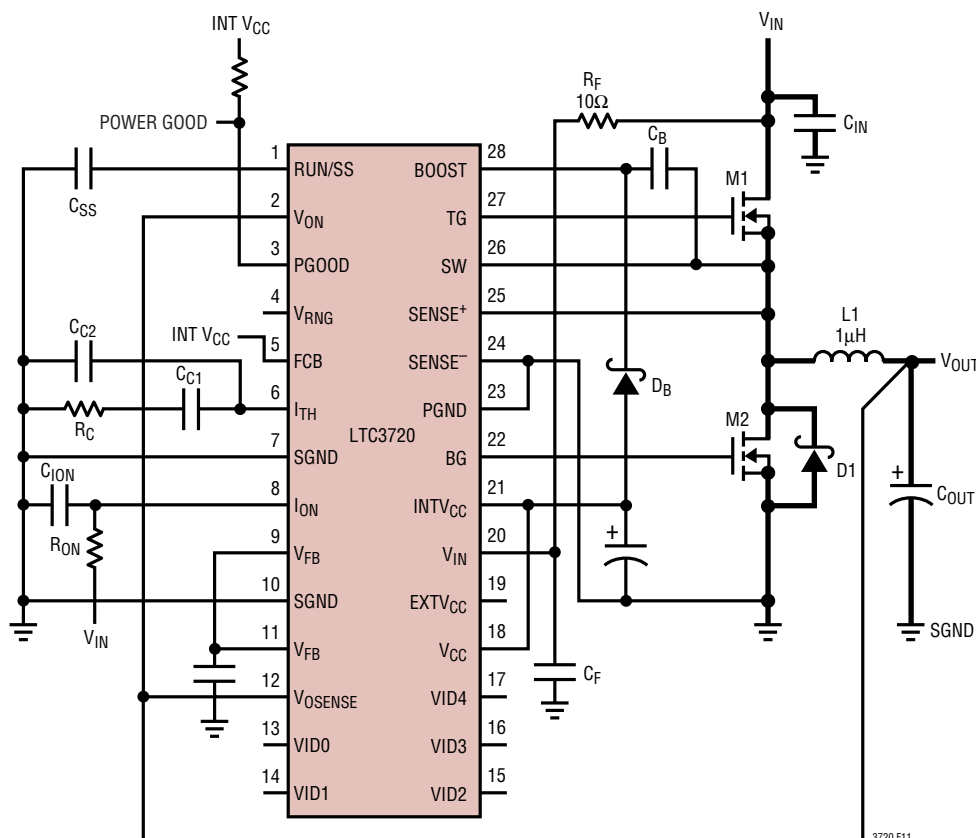 INT VCC
POWER GOOD
VIN
RF
10Ω
CB
CIN
M1
CSS
1 RUN/SS BOOST 28
2 VON TG 27
3 PGOOD SW 26
4 VRNG SENSE+ 25
INT VCC
5 FCB SENSE– 24
6 ITH PGND 23
LTC3720
7 SGND BG 22
8 ION INTVCC 21
9 VFB VIN 20
10 SGND EXTVCC 19
11 VFB VCC 18
12 VOSENSE VID4 17
13 VID0 VID3 16
14 VID1 VID2 15
CC2
CC1
RC
CION
RON
VIN
L1
1µH
VOUT
DB
M2
D1
+
COUT
+
SGND
CF
3720 F11